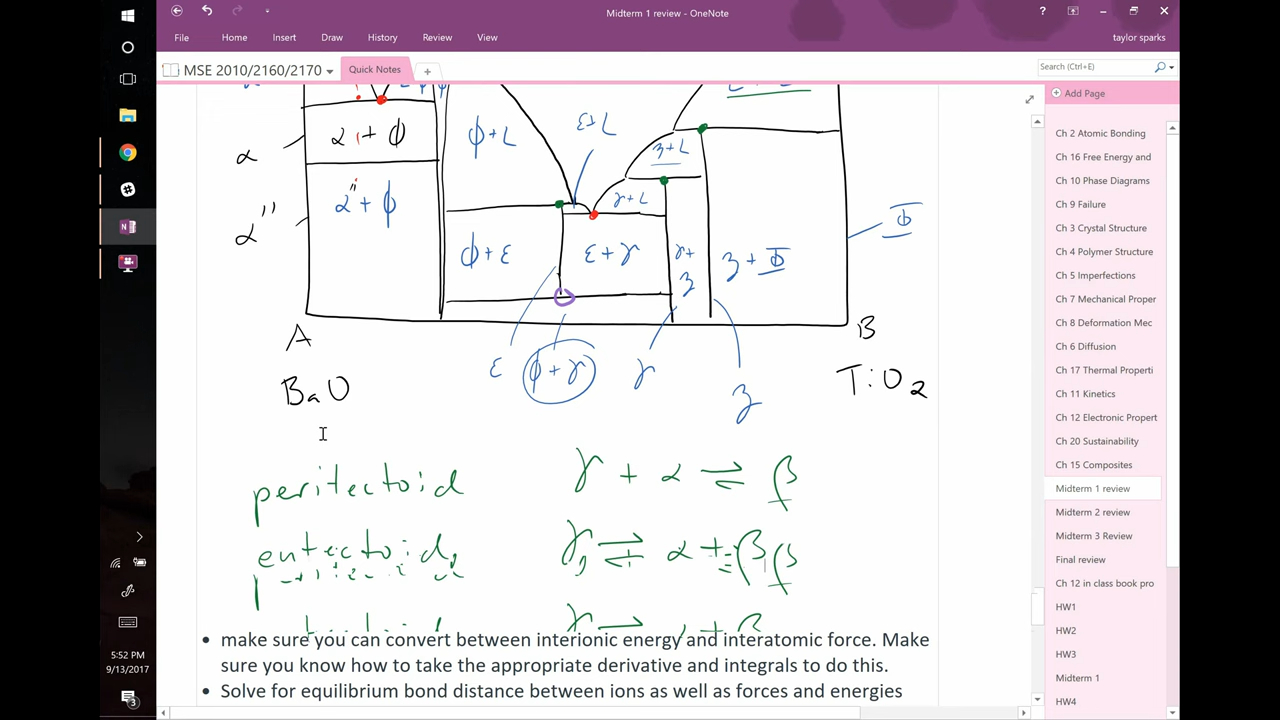 Midterm 1 review - OneNote
taylor sparks
File Home Insert Draw History Review View
MSE 2010/2160/2170
Quick Notes
Search (Ctrl+E)
Add Page
Ch 2 Atomic Bonding
Ch 16 Free Energy and
Ch 10 Phase Diagrams
Ch 9 Failure
Ch 3 Crystal Structure
Ch 4 Polymer Structure
Ch 5 Imperfections
Ch 7 Mechanical Proper
Ch 8 Deformation Mec
Ch 6 Diffusion
Ch 17 Thermal Properti
Ch 11 Kinetics
Ch 12 Electronic Propert
Ch 20 Sustainability
Ch 15 Composites
Midterm 1 review
Midterm 2 review
Midterm 3 Review
Final review
Ch 12 in class book pro
HW1
HW2
HW3
Midterm 1
HW4
α + ϕ
ϕ + L
ε + L
ʒ + L
α
α" + ϕ
γ + L
α"
ϕ + ε
ε + γ
γ + ʒ
ʒ + Φ
Φ
A
B
ε
ϕ + γ
γ
ʒ
BaO
TiO2
peritectoid γ + α ⇌ β
eutectoid γ ⇌ α + β
• make sure you can convert between interionic energy and interatomic force. Make
sure you know how to take the appropriate derivative and integrals to do this.
• Solve for equilibrium bond distance between ions as well as forces and energies
5:52 PM
9/13/2017
3